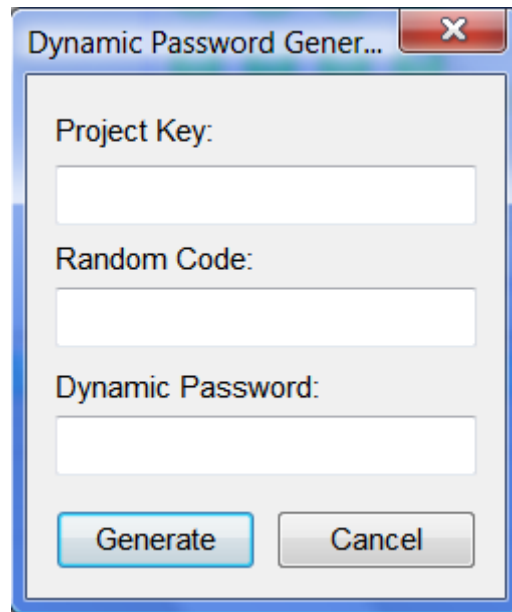 Dynamic Password Gener...
Project Key:
Random Code:
Dynamic Password:
Generate Cancel